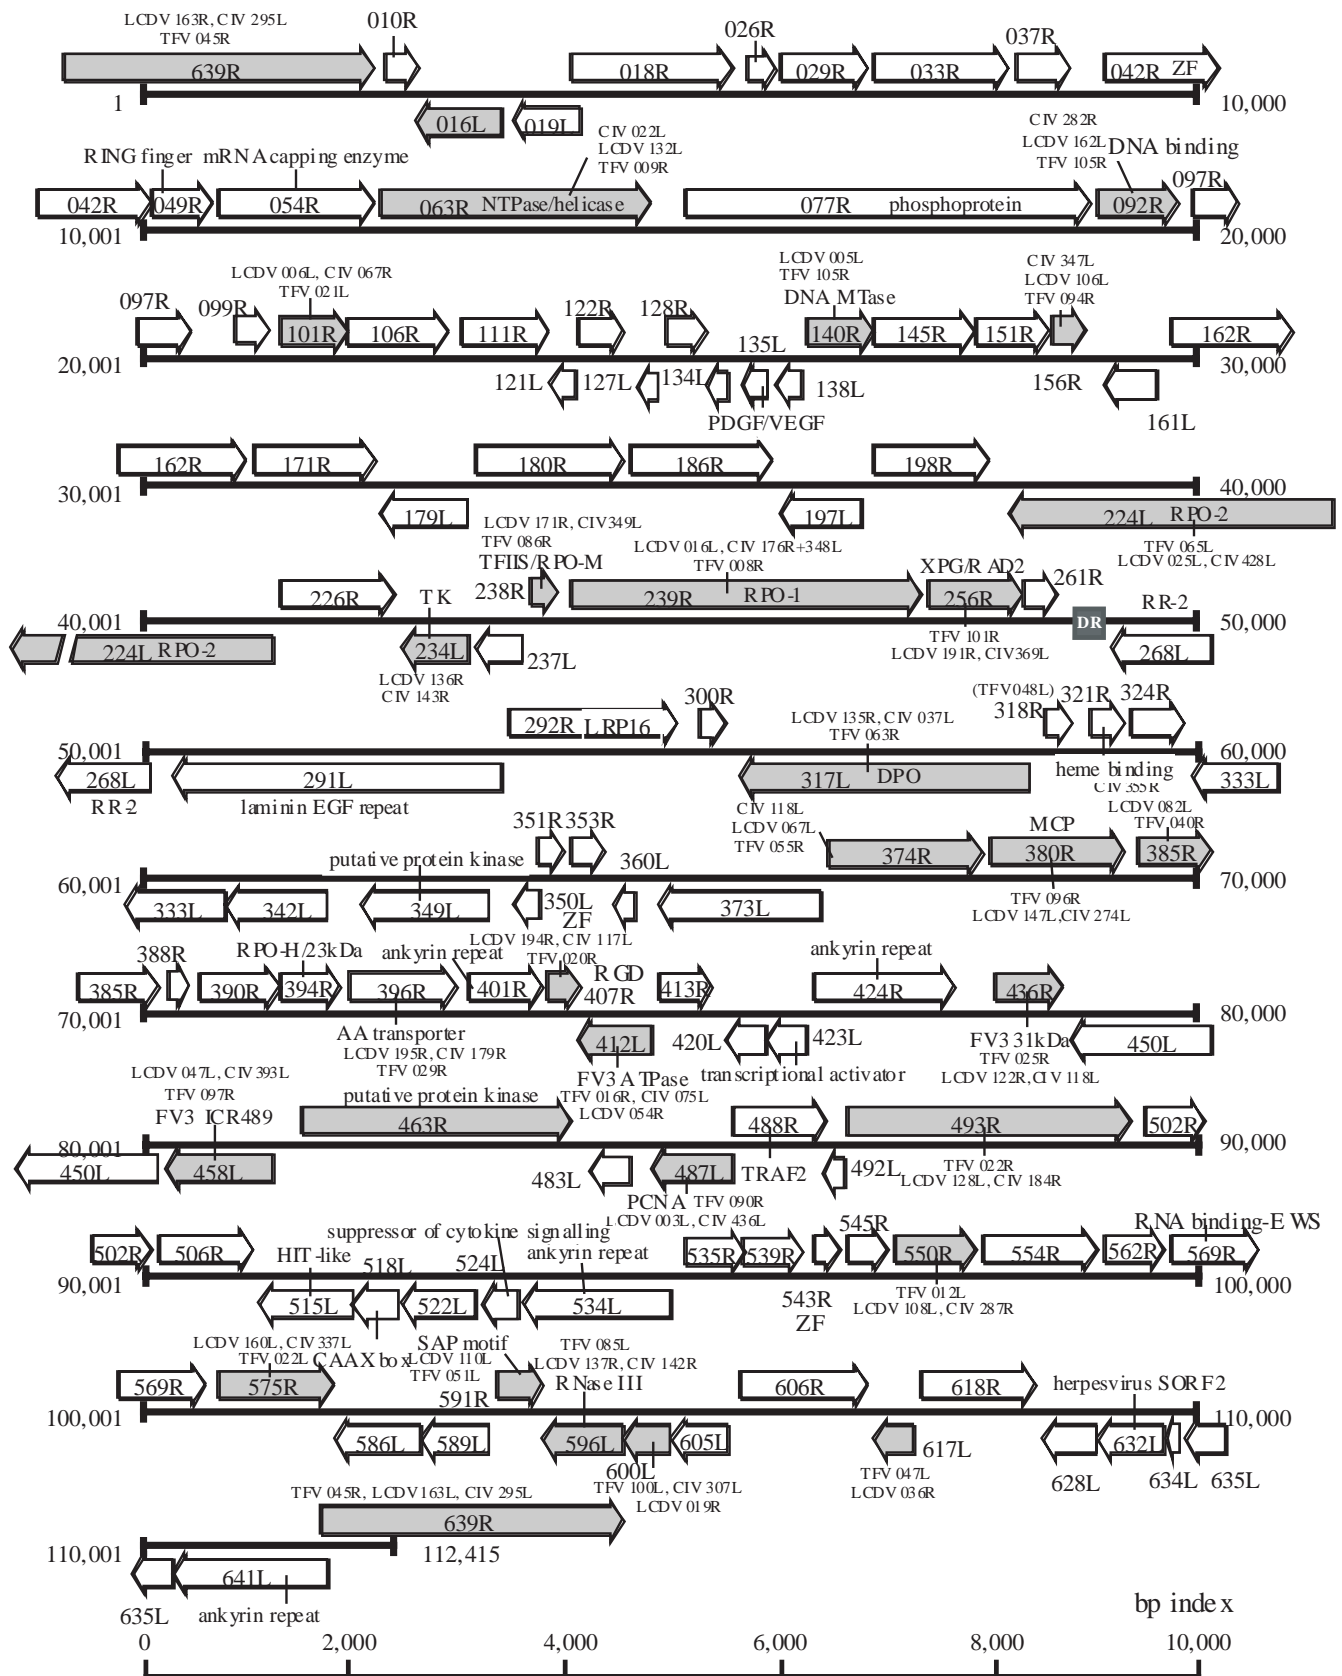 LCDV 163R, CIV 295L
TFV 045R
010R
026R
037R
639R
018R
029R
033R
042R ZF
1
10,000
016L
019L
CIV 022L
LCDV 132L
TFV 009R
CIV 282R
LCDV 162L
TFV 105R
DNA binding
RING finger
mRNA capping enzyme
097R
042R
049R
054R
063R NTPase/helicase
077R phosphoprotein
092R
10,001
20,000
LCDV 006L, CIV 067R
TFV 021L
LCDV 005L
TFV 105R
DNA MTase
CIV 347L
LCDV 106L
TFV 094R
097R
099R
122R
128R
101R
106R
111R
135L
140R
145R
151R
162R
20,001
30,000
121L
127L
134L
138L
156R
161L
PDGF/VEGF
162R
171R
180R
186R
198R
30,001
40,000
179L
197L
224L RPO-2
TFV 065L
LCDV 025L, CIV 428L
LCDV 171R, CIV349L
TFV 086R
TFIIS/RPO-M
LCDV 016L, CIV 176R+348L
TFV 008R
XPG/RAD2
261R
226R
TK
238R
239R RPO-1
256R
RR-2
40,001
DR
50,000
224L RPO-2
234L
237L
268L
LCDV 136R
CIV 143R
TFV 101R
LCDV 191R, CIV369L
300R
(TFV048L)
318R
321R
324R
292R LRP16
LCDV 135R, CIV 037L
TFV 063R
50,001
60,000
268L
291L
317L DPO
heme binding
CIV 355R
333L
RR-2
laminin EGF repeat
CIV 118L
LCDV 067L
TFV 055R
LCDV 082L
TFV 040R
351R
353R
MCP
putative protein kinase
360L
374R
380R
385R
60,001
70,000
333L
342L
349L
350L
ZF
373L
TFV 096R
LCDV 147L, CIV 274L
LCDV 194R, CIV 117L
TFV 020R
388R
RPO-H/23kDa
ankyrin repeat
RGD
407R
ankyrin repeat
385R
390R
394R
396R
401R
413R
424R
436R
70,001
80,000
AA transporter
LCDV 195R, CIV 179R
TFV 029R
412L
420L
423L
FV3 31kDa
TFV 025R
LCDV 122R, CIV 118L
450L
FV3 ATPase
TFV 016R, CIV 075L
LCDV 054R
transcriptional activator
LCDV 047L, CIV 393L
TFV 097R
FV3 ICR489
putative protein kinase
463R
488R
493R
502R
80,001
90,000
450L
458L
483L
487L
TRAF2
492L
TFV 022R
LCDV 128L, CIV 184R
PCNA
TFV 090R
LCDV 003L, CIV 436L
suppressor of cytokine signalling
545R
RNA binding-EWS
502R
506R
HIT-like
518L
524L
ankyrin repeat
535R
539R
550R
554R
562R
569R
90,001
100,000
515L
522L
534L
543R
ZF
TFV 012L
LCDV 108L, CIV 287R
LCDV 160L, CIV 337L
TFV 022L
CAAX box
SAP motif
LCDV 110L
TFV 051L
TFV 085L
LCDV 137R, CIV 142R
RNase III
569R
575R
591R
606R
618R
herpesvirus SORF2
100,001
110,000
586L
589L
596L
600L
605L
617L
628L
632L
634L
635L
TFV 100L, CIV 307L
LCDV 019R
TFV 047L
LCDV 036R
TFV 045R, LCDV 163L, CIV 295L
639R
110,001
112,415
635L
641L
ankyrin repeat
bp index
0
2,000
4,000
6,000
8,000
10,000